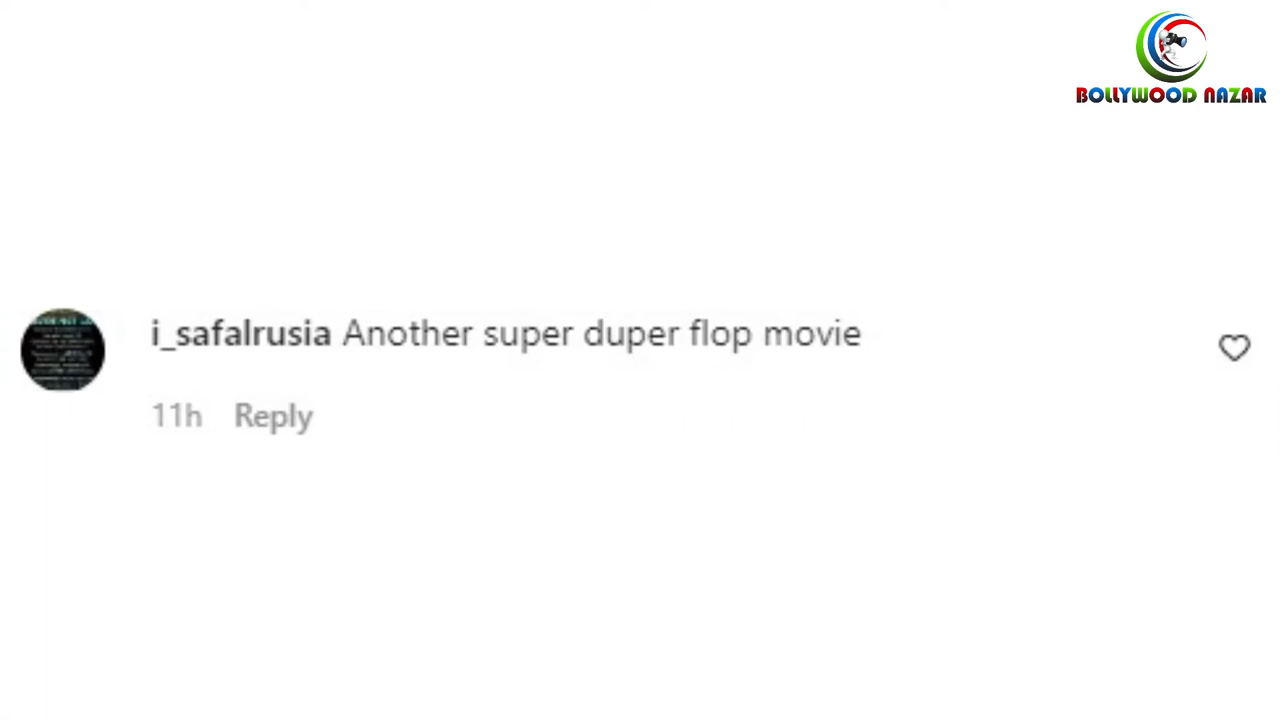 BOLLYWOOD NAZAR
i_safalrusia Another super duper flop movie
11h Reply